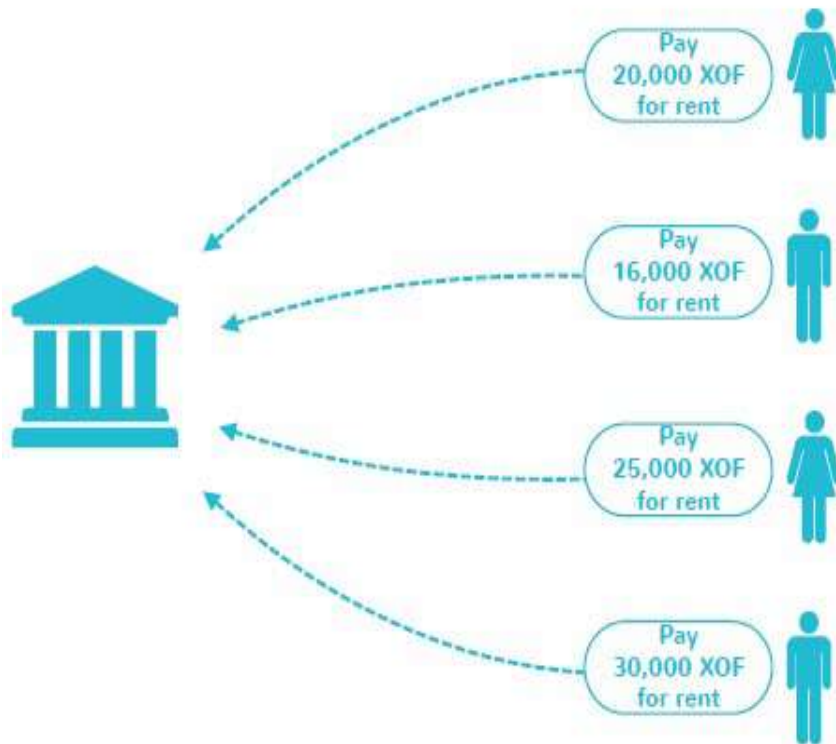 Pay
20,000 XOF
for rent
Pay
16,000 XOF
for rent
Pay
25,000 XOF
for rent
Pay
30,000 XOF
for rent